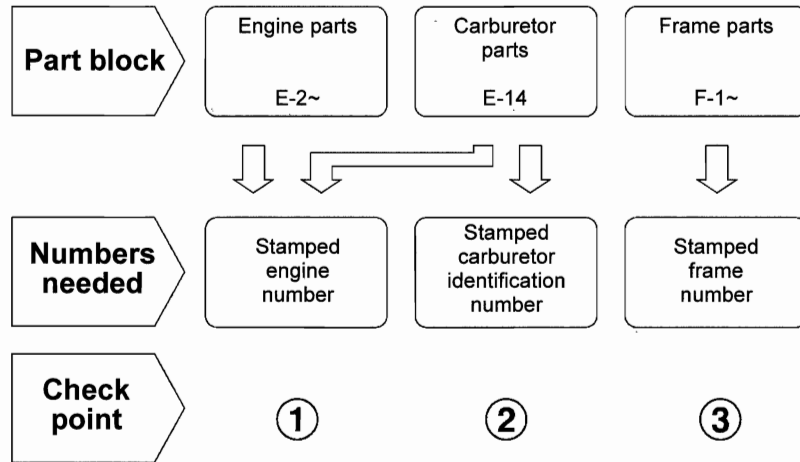 Part block
Engine parts
E-2~
Carburetor
parts
E-14
Frame parts
F-1~
Numbers
needed
Stamped
engine
number
Stamped
carburetor
identification
number
Stamped
frame
number
Check
point
1
2
3